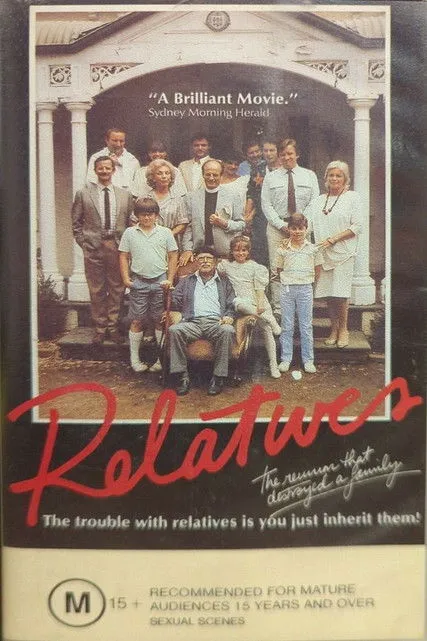 “A Brilliant Movie.”
Sydney Morning Herald
Relatives
The reunion that
destroyed a family
The trouble with relatives is you just inherit them!
M 15+
RECOMMENDED FOR MATURE
AUDIENCES 15 YEARS AND OVER
SEXUAL SCENES